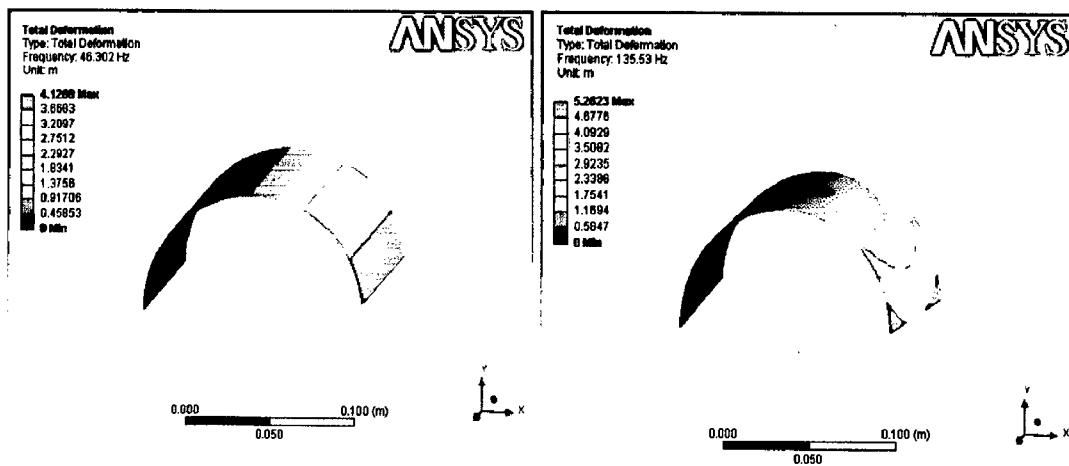 Total Deformation
Type: Total Deformation
Frequency: 46.302 Hz
Unit: m
ANSYS
4.1268 Max
3.6683
3.2097
2.7512
2.2927
1.8341
1.3756
0.91706
0.45853
0 Min
Y
X
0.000
0.100 (m)
0.050
Total Deformation
Type: Total Deformation
Frequency: 135.53 Hz
Unit: m
ANSYS
5.2623 Max
4.6776
4.0929
3.5082
2.9235
2.3388
1.7541
1.1694
0.5847
0 Min
Y
X
0.000
0.100 (m)
0.050